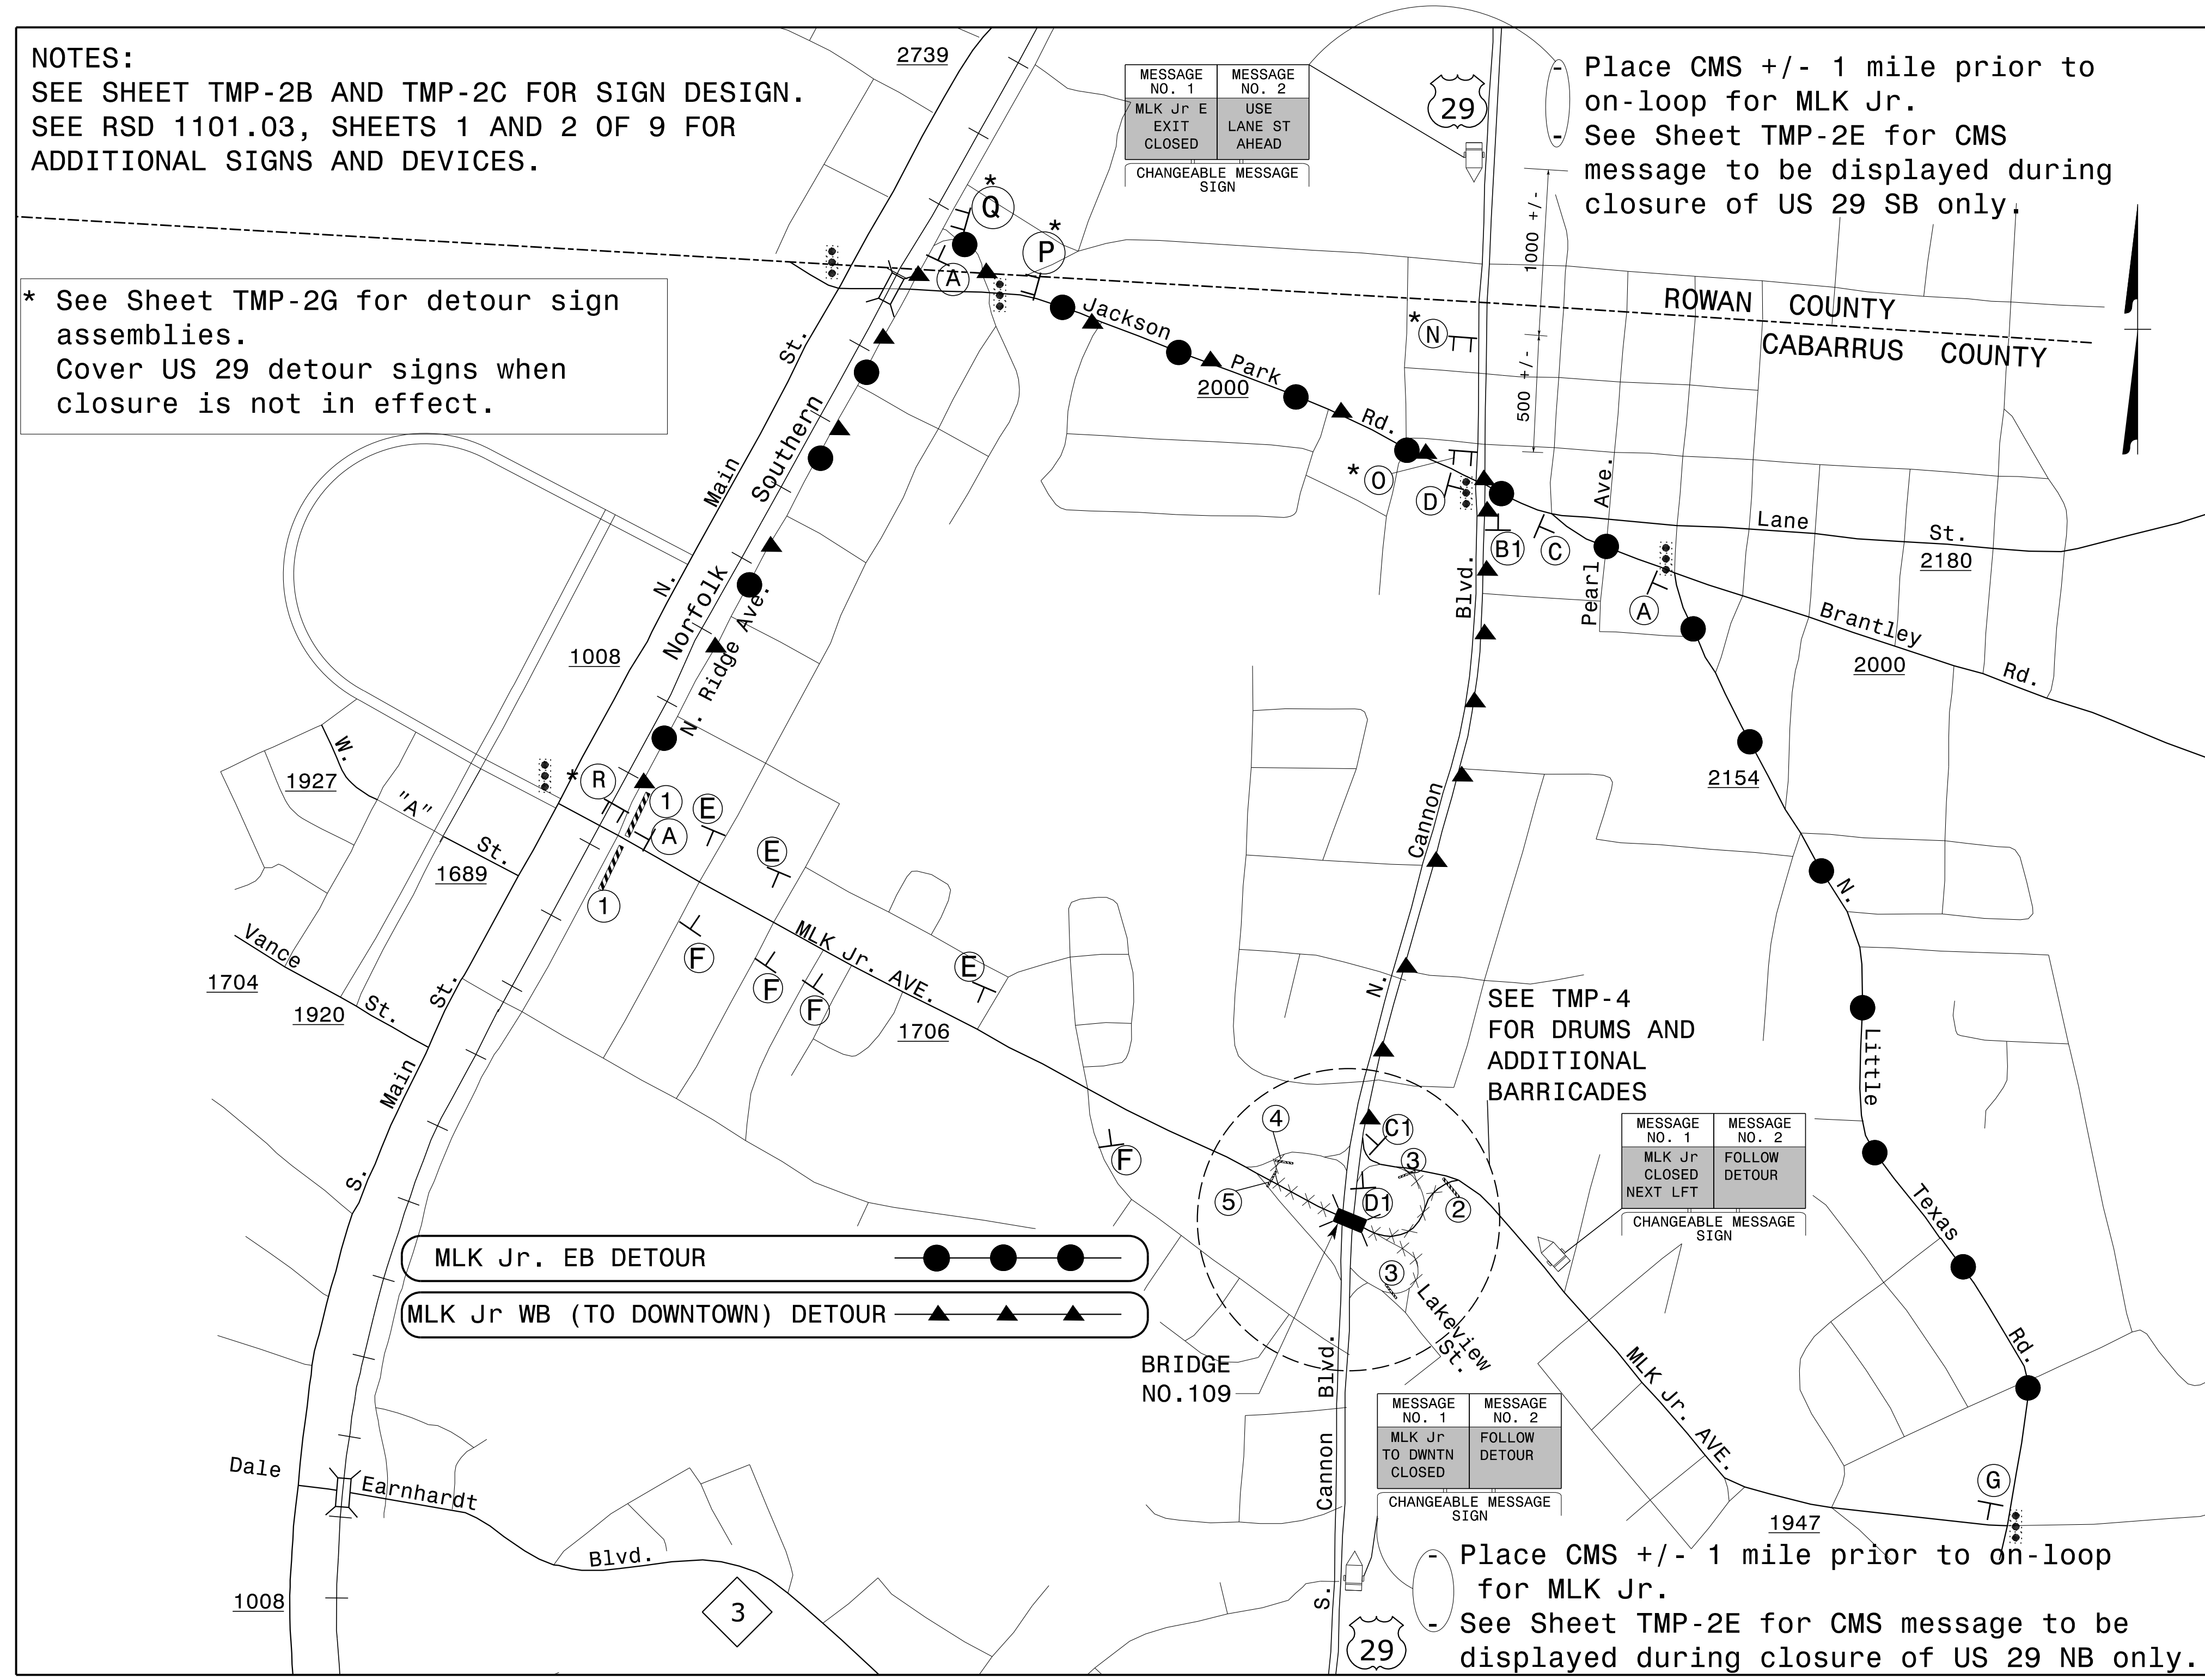 NOTES:
SEE SHEET TMP-2B AND TMP-2C FOR SIGN DESIGN.
SEE RSD 1101.03, SHEETS 1 AND 2 OF 9 FOR
ADDITIONAL SIGNS AND DEVICES.
2739
MESSAGE NO. 1
MESSAGE NO. 2
MLK Jr E
EXIT
CLOSED
USE
LANE ST
AHEAD
CHANGEABLE MESSAGE
SIGN
29
- Place CMS +/- 1 mile prior to
on-loop for MLK Jr.
- See Sheet TMP-2E for CMS
message to be displayed during
closure of US 29 SB only.
* See Sheet TMP-2G for detour sign
assemblies.
Cover US 29 detour signs when
closure is not in effect.
* Q
* P
A
1000 +/-
500 +/-
ROWAN COUNTY
CABARRUS COUNTY
* N
Jackson Park Rd.
2000
* O
D
B1
C
A
Pearl Ave.
Lane St.
2180
Brantley Rd.
2000
2154
N. Little Texas Rd.
N. Main St.
Norfolk Southern
N. Ridge Ave.
1008
N. Cannon Blvd.
W. "A" St.
1927
1689
* R
1
A
1
E
E
E
F
F
F
F
MLK Jr. AVE.
1706
Vance St.
1704
1920
S. Main St.
SEE TMP-4
FOR DRUMS AND
ADDITIONAL
BARRICADES
4
5
C1
3
D1
2
3
Lakeview St.
MESSAGE NO. 1
MESSAGE NO. 2
MLK Jr
CLOSED
NEXT LFT
FOLLOW
DETOUR
CHANGEABLE MESSAGE
SIGN
MLK Jr. EB DETOUR
MLK Jr WB (TO DOWNTOWN) DETOUR
BRIDGE
NO.109
MLK Jr. AVE.
S. Cannon Blvd.
MESSAGE NO. 1
MESSAGE NO. 2
MLK Jr
TO DWNTN
CLOSED
FOLLOW
DETOUR
CHANGEABLE MESSAGE
SIGN
G
1947
Dale Earnhardt Blvd.
1008
3
29
- Place CMS +/- 1 mile prior to on-loop
for MLK Jr.
- See Sheet TMP-2E for CMS message to be
displayed during closure of US 29 NB only.